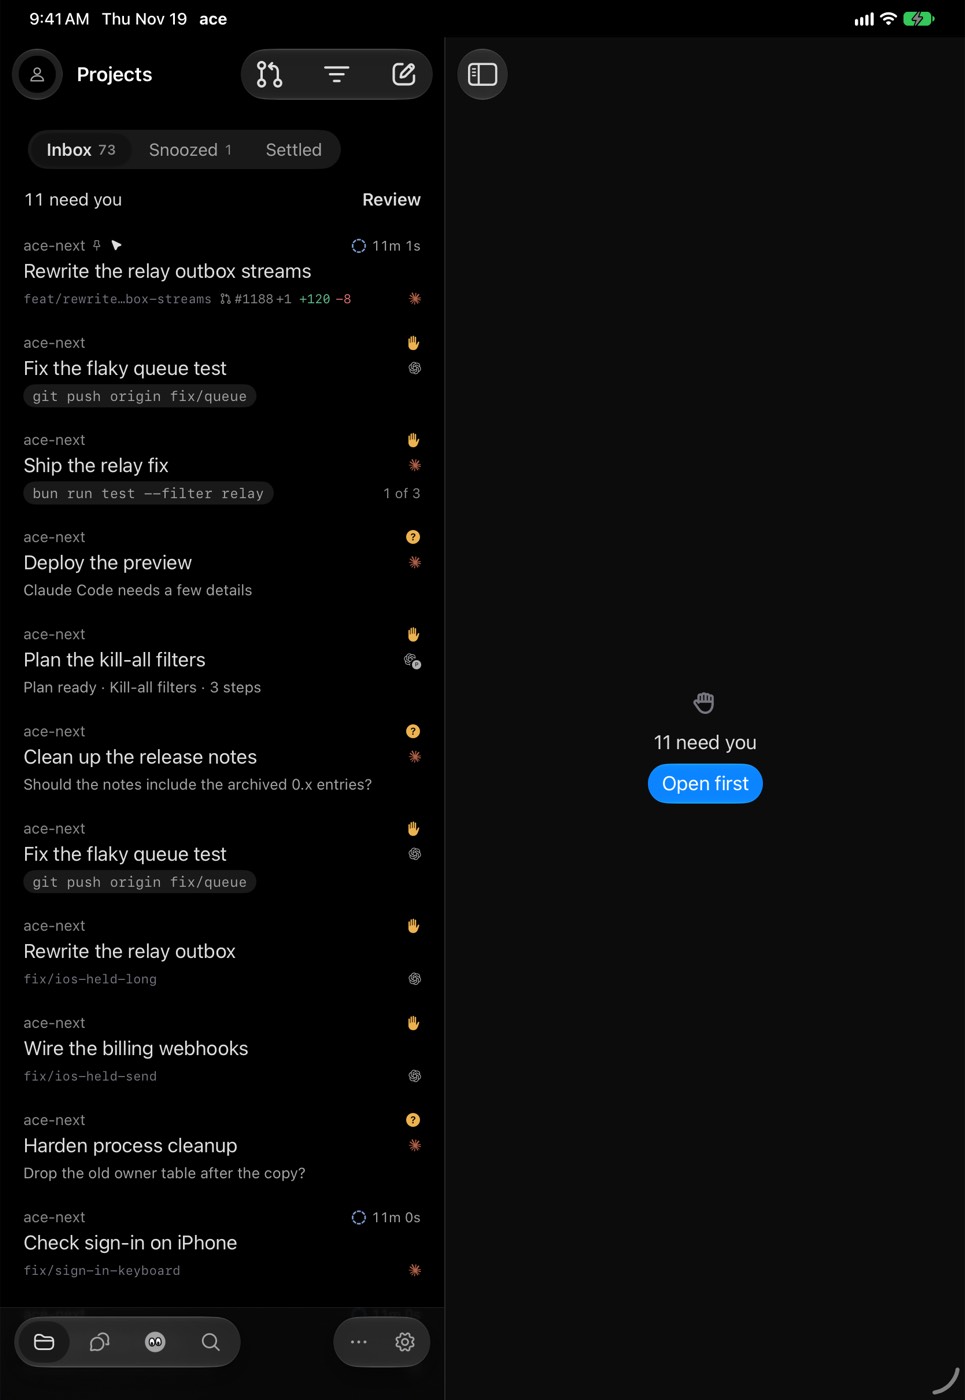 9:41 AM Thu Nov 19 ace
Projects
Inbox 73 Snoozed 1 Settled
11 need you Review
ace-next 11m 1s
Rewrite the relay outbox streams
feat/rewrite…box-streams #1188 +1 +120 -8
ace-next
Fix the flaky queue test
git push origin fix/queue
ace-next
Ship the relay fix
bun run test --filter relay 1 of 3
ace-next
Deploy the preview
Claude Code needs a few details
ace-next
Plan the kill-all filters
P
Plan ready · Kill-all filters · 3 steps
ace-next
Clean up the release notes
Should the notes include the archived 0.x entries?
ace-next
Fix the flaky queue test
git push origin fix/queue
ace-next
Rewrite the relay outbox
fix/ios-held-long
ace-next
Wire the billing webhooks
fix/ios-held-send
ace-next
Harden process cleanup
Drop the old owner table after the copy?
ace-next 11m 0s
Check sign-in on iPhone
fix/sign-in-keyboard
11 need you
Open first